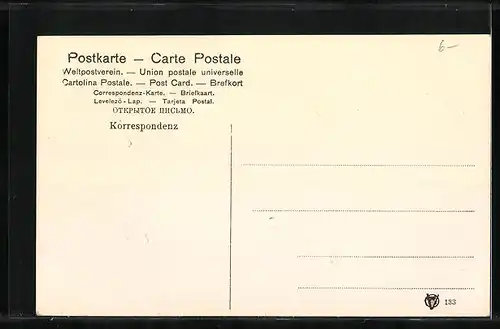 Postkarte — Carte Postale
Weltpostverein. — Union postale universelle
Cartolina Postale. — Post Card. — Brefkort
Correspondenz-Karte. — Briefkaart.
Levelező-Lap. — Tarjeta Postal.
ОТКРЫТОЕ ПИСЬМО.
Korrespondenz
6-
133